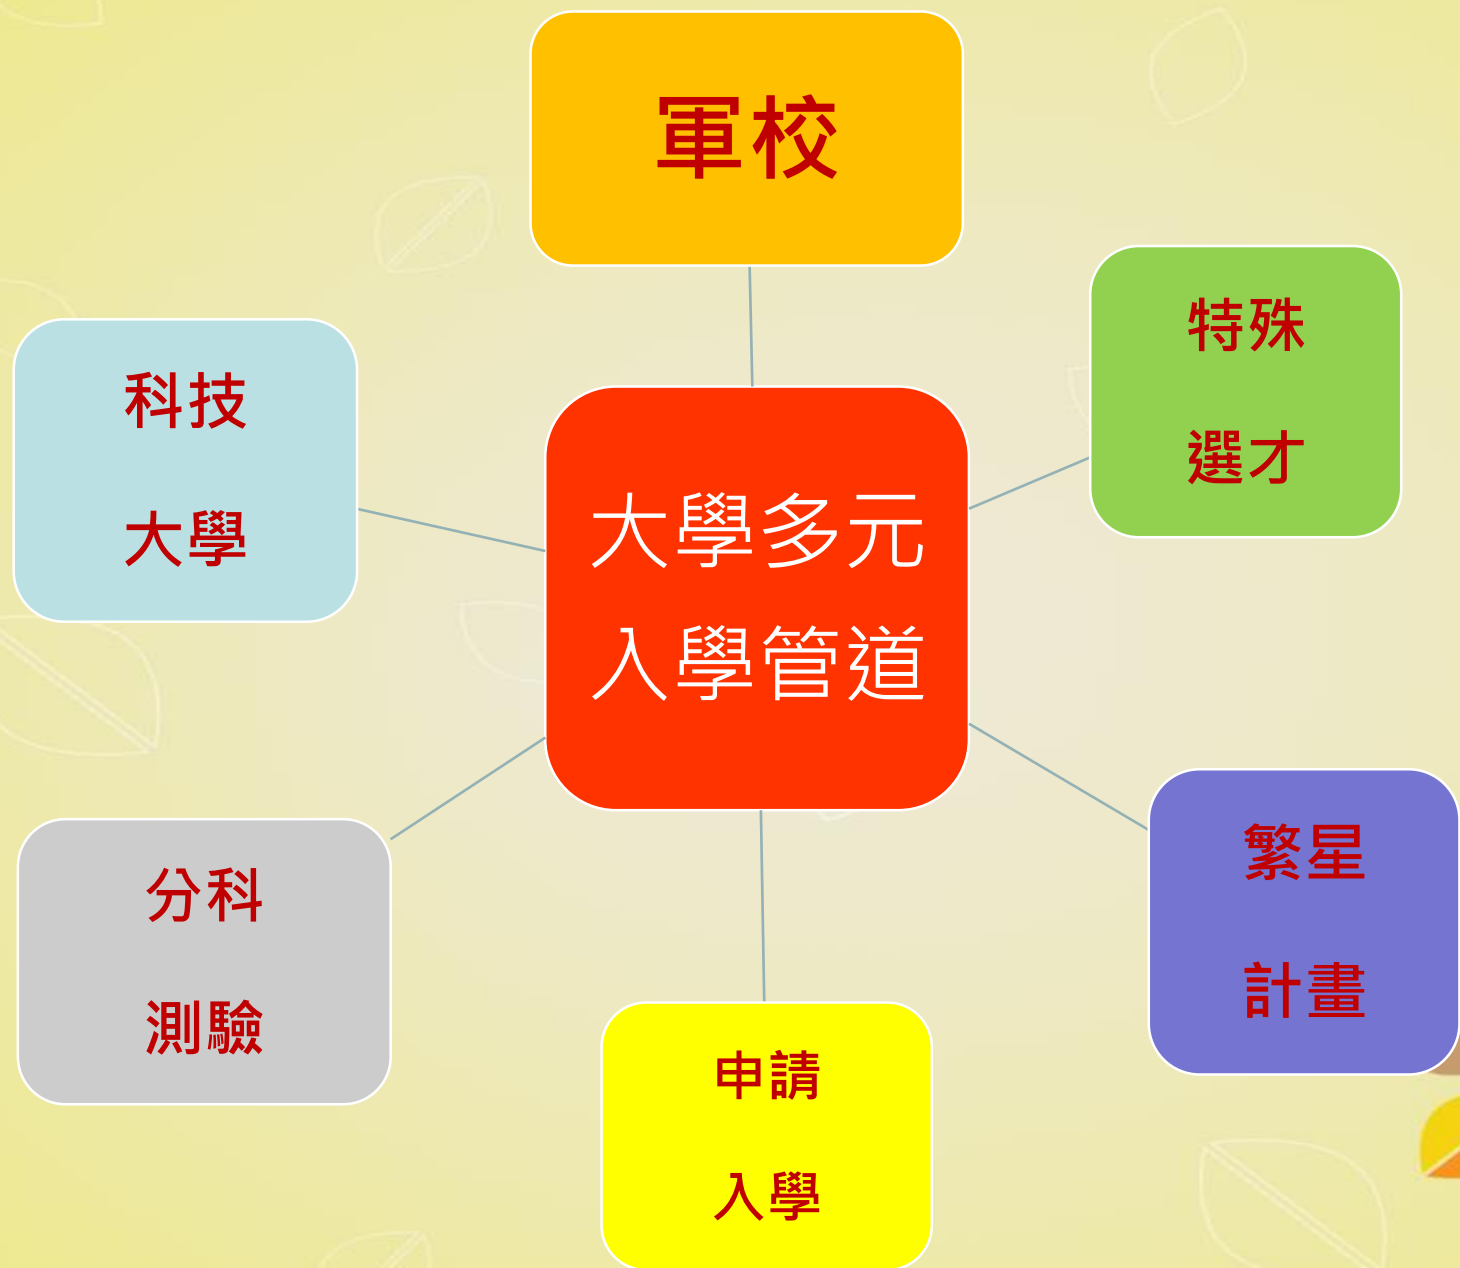 軍校
特殊
選才
科技
大學
大學多元
入學管道
繁星
計畫
分科
測驗
申請
入學